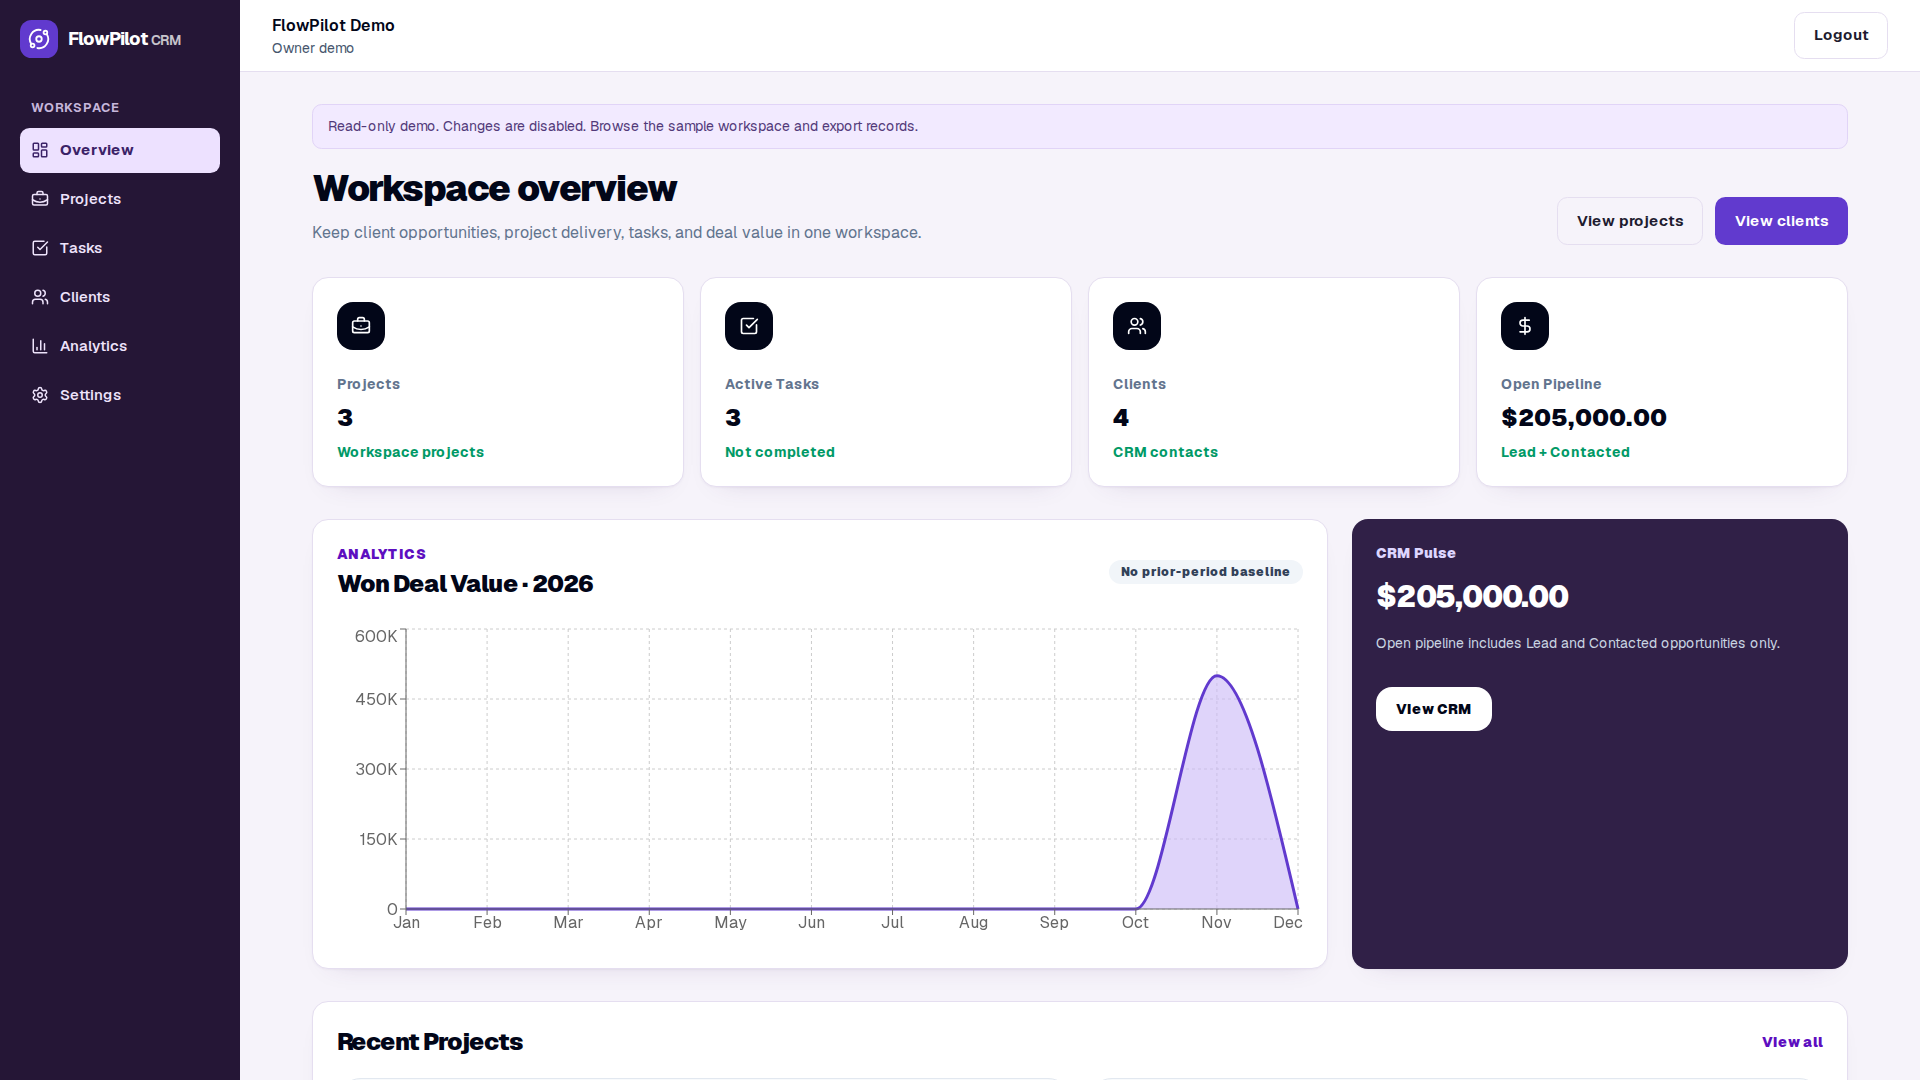 FlowPilot CRM
WORKSPACE
Overview
Projects
Tasks
Clients
Analytics
Settings
FlowPilot Demo
Owner demo
Logout
Read-only demo. Changes are disabled. Browse the sample workspace and export records.
Workspace overview
Keep client opportunities, project delivery, tasks, and deal value in one workspace.
View projects
View clients
Projects
3
Workspace projects
Active Tasks
3
Not completed
Clients
4
CRM contacts
Open Pipeline
$205,000.00
Lead + Contacted
ANALYTICS
Won Deal Value · 2026
No prior-period baseline
600K
450K
300K
150K
0
Jan Feb Mar Apr May Jun Jul Aug Sep Oct Nov Dec
CRM Pulse
$205,000.00
Open pipeline includes Lead and Contacted opportunities only.
View CRM
Recent Projects
View all